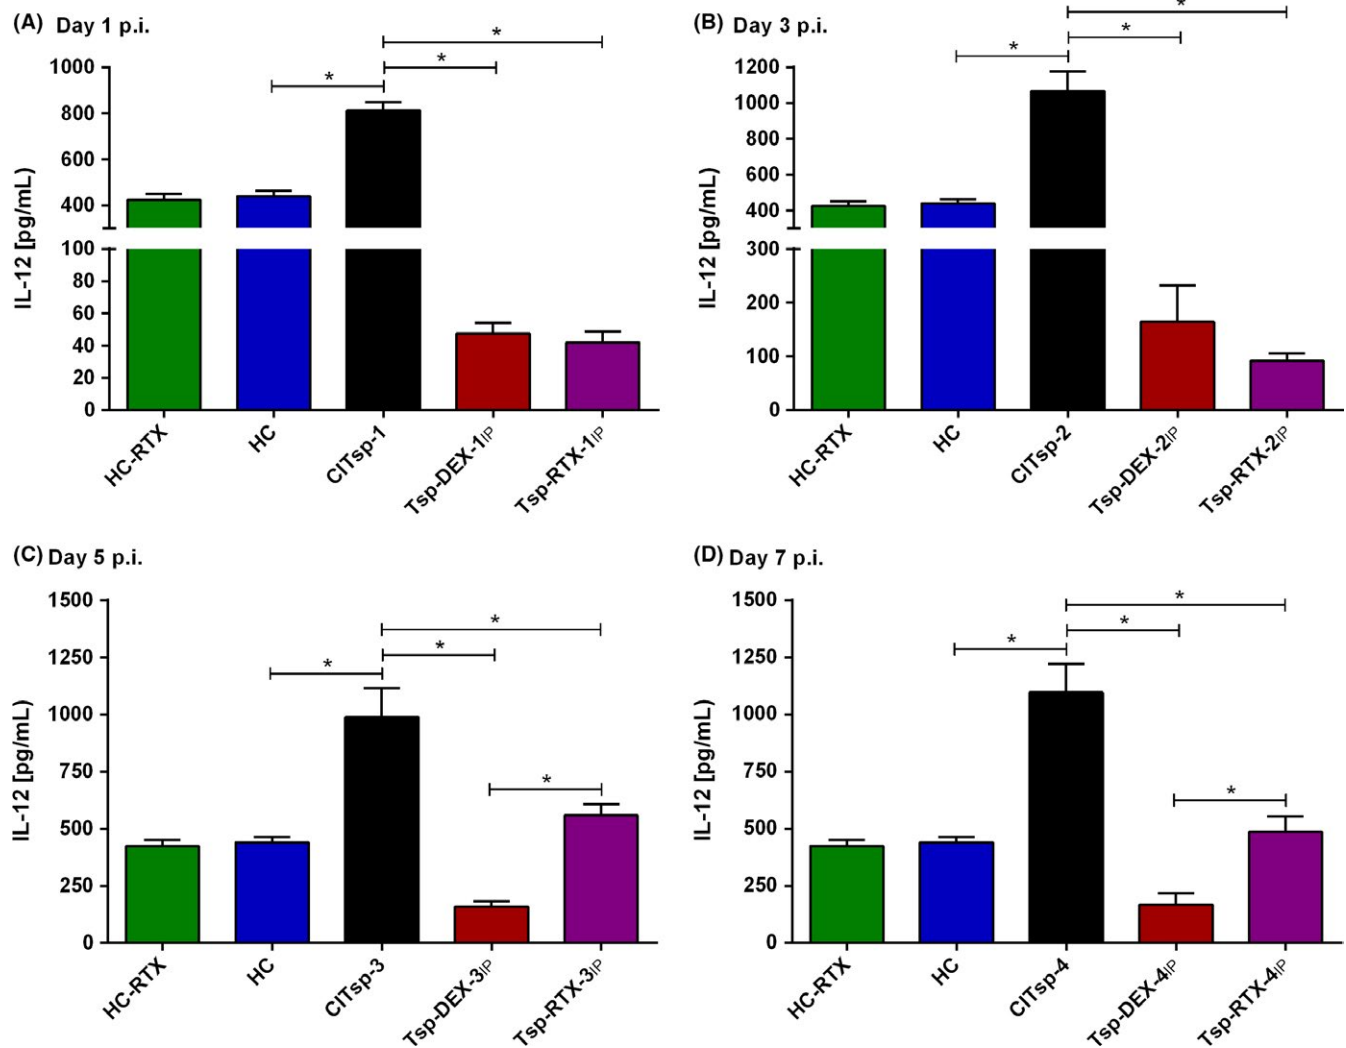 (A) Day 1 p.i.
*
*
*
IL-12 [pg/mL]
1000
800
600
400
100
80
60
40
20
0
HC-RTX
HC
CITsp-1
Tsp-DEX-1IP
Tsp-RTX-1IP
(B) Day 3 p.i.
*
*
*
IL-12 [pg/mL]
1200
1000
800
600
400
300
200
100
0
HC-RTX
HC
CITsp-2
Tsp-DEX-2IP
Tsp-RTX-2IP
(C) Day 5 p.i.
*
*
*
*
IL-12 [pg/mL]
1500
1250
1000
750
500
250
0
HC-RTX
HC
CITsp-3
Tsp-DEX-3IP
Tsp-RTX-3IP
(D) Day 7 p.i.
*
*
*
*
IL-12 [pg/mL]
1500
1250
1000
750
500
250
0
HC-RTX
HC
CITsp-4
Tsp-DEX-4IP
Tsp-RTX-4IP